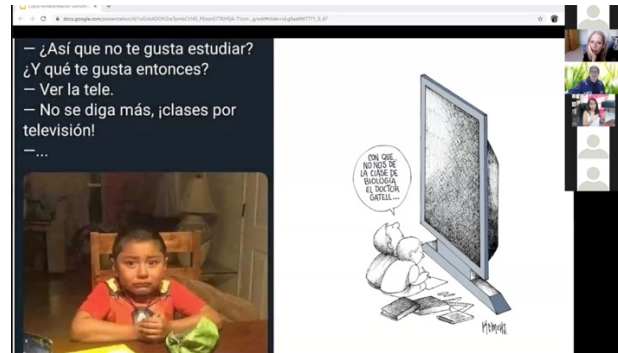 — ¿Así que no te gusta estudiar?
¿Y qué te gusta entonces?
— Ver la tele.
— No se diga más, ¡clases por
televisión!
—...
CON QUE
NO NOS DE
LA CLASE DE
BIOLOGÍA
EL DOCTOR
GATELL...